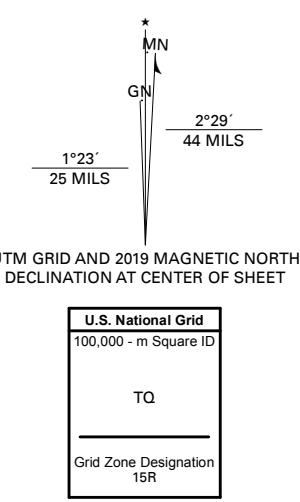 ★
MN
GN
2°29´
44 MILS
1°23´
25 MILS
UTM GRID AND 2019 MAGNETIC NORTH
DECLINATION AT CENTER OF SHEET
U.S. National Grid
100,000 - m Square ID
TQ
Grid Zone Designation
15R